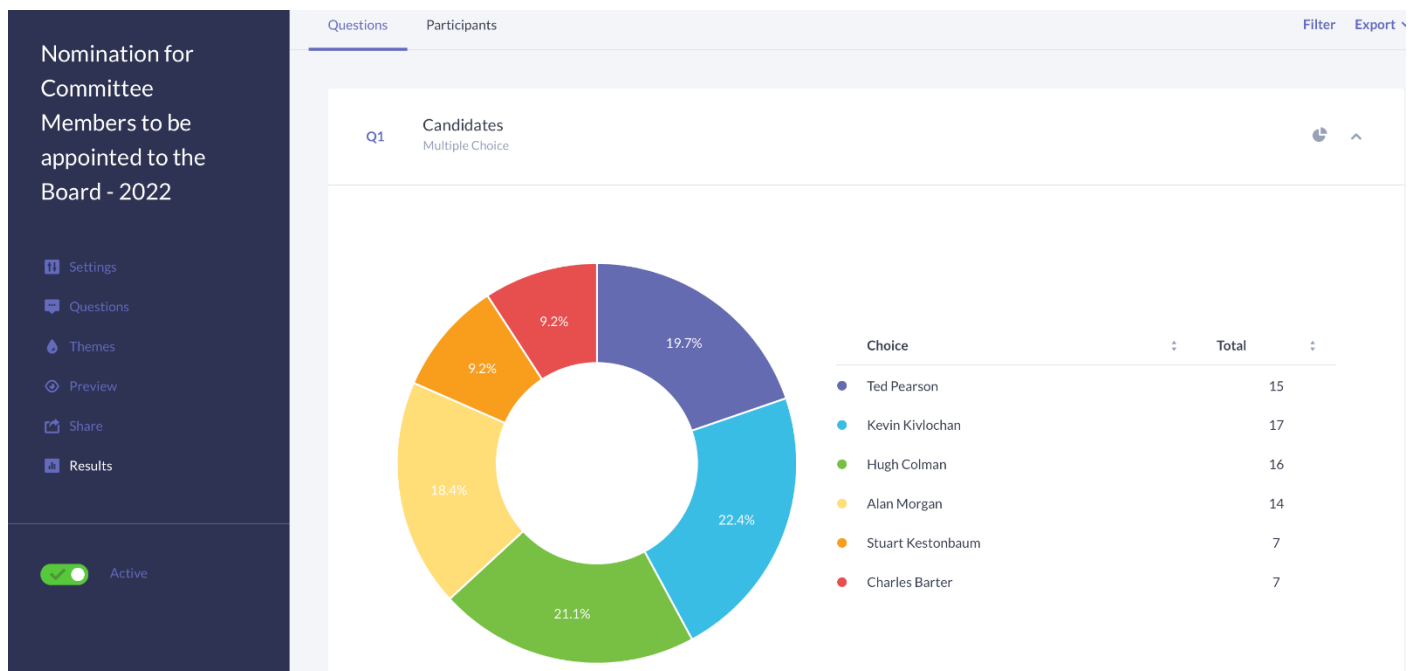 Nomination for
Committee
Members to be
appointed to the
Board - 2022
Settings
Questions
Themes
Preview
Share
Results
Active
Questions Participants Filter Export
Q1 Candidates
Multiple Choice
9.2%
19.7%
9.2%
18.4%
22.4%
21.1%
Choice Total
Ted Pearson 15
Kevin Kivlochan 17
Hugh Colman 16
Alan Morgan 14
Stuart Kestonbaum 7
Charles Barter 7